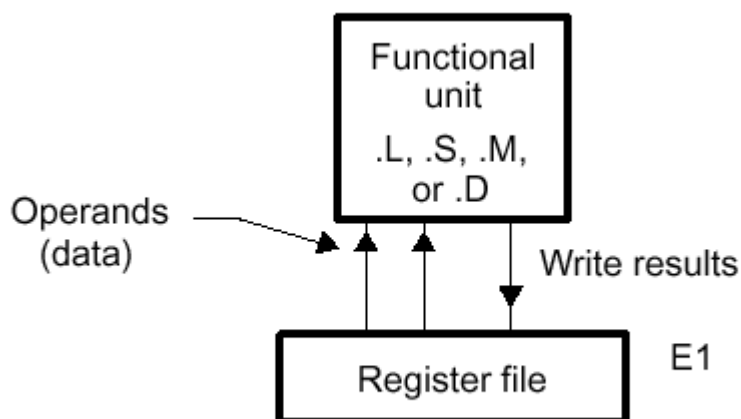 Functional
unit
.L, .S, .M,
or .D
Operands
(data)
Write results
E1
Register file